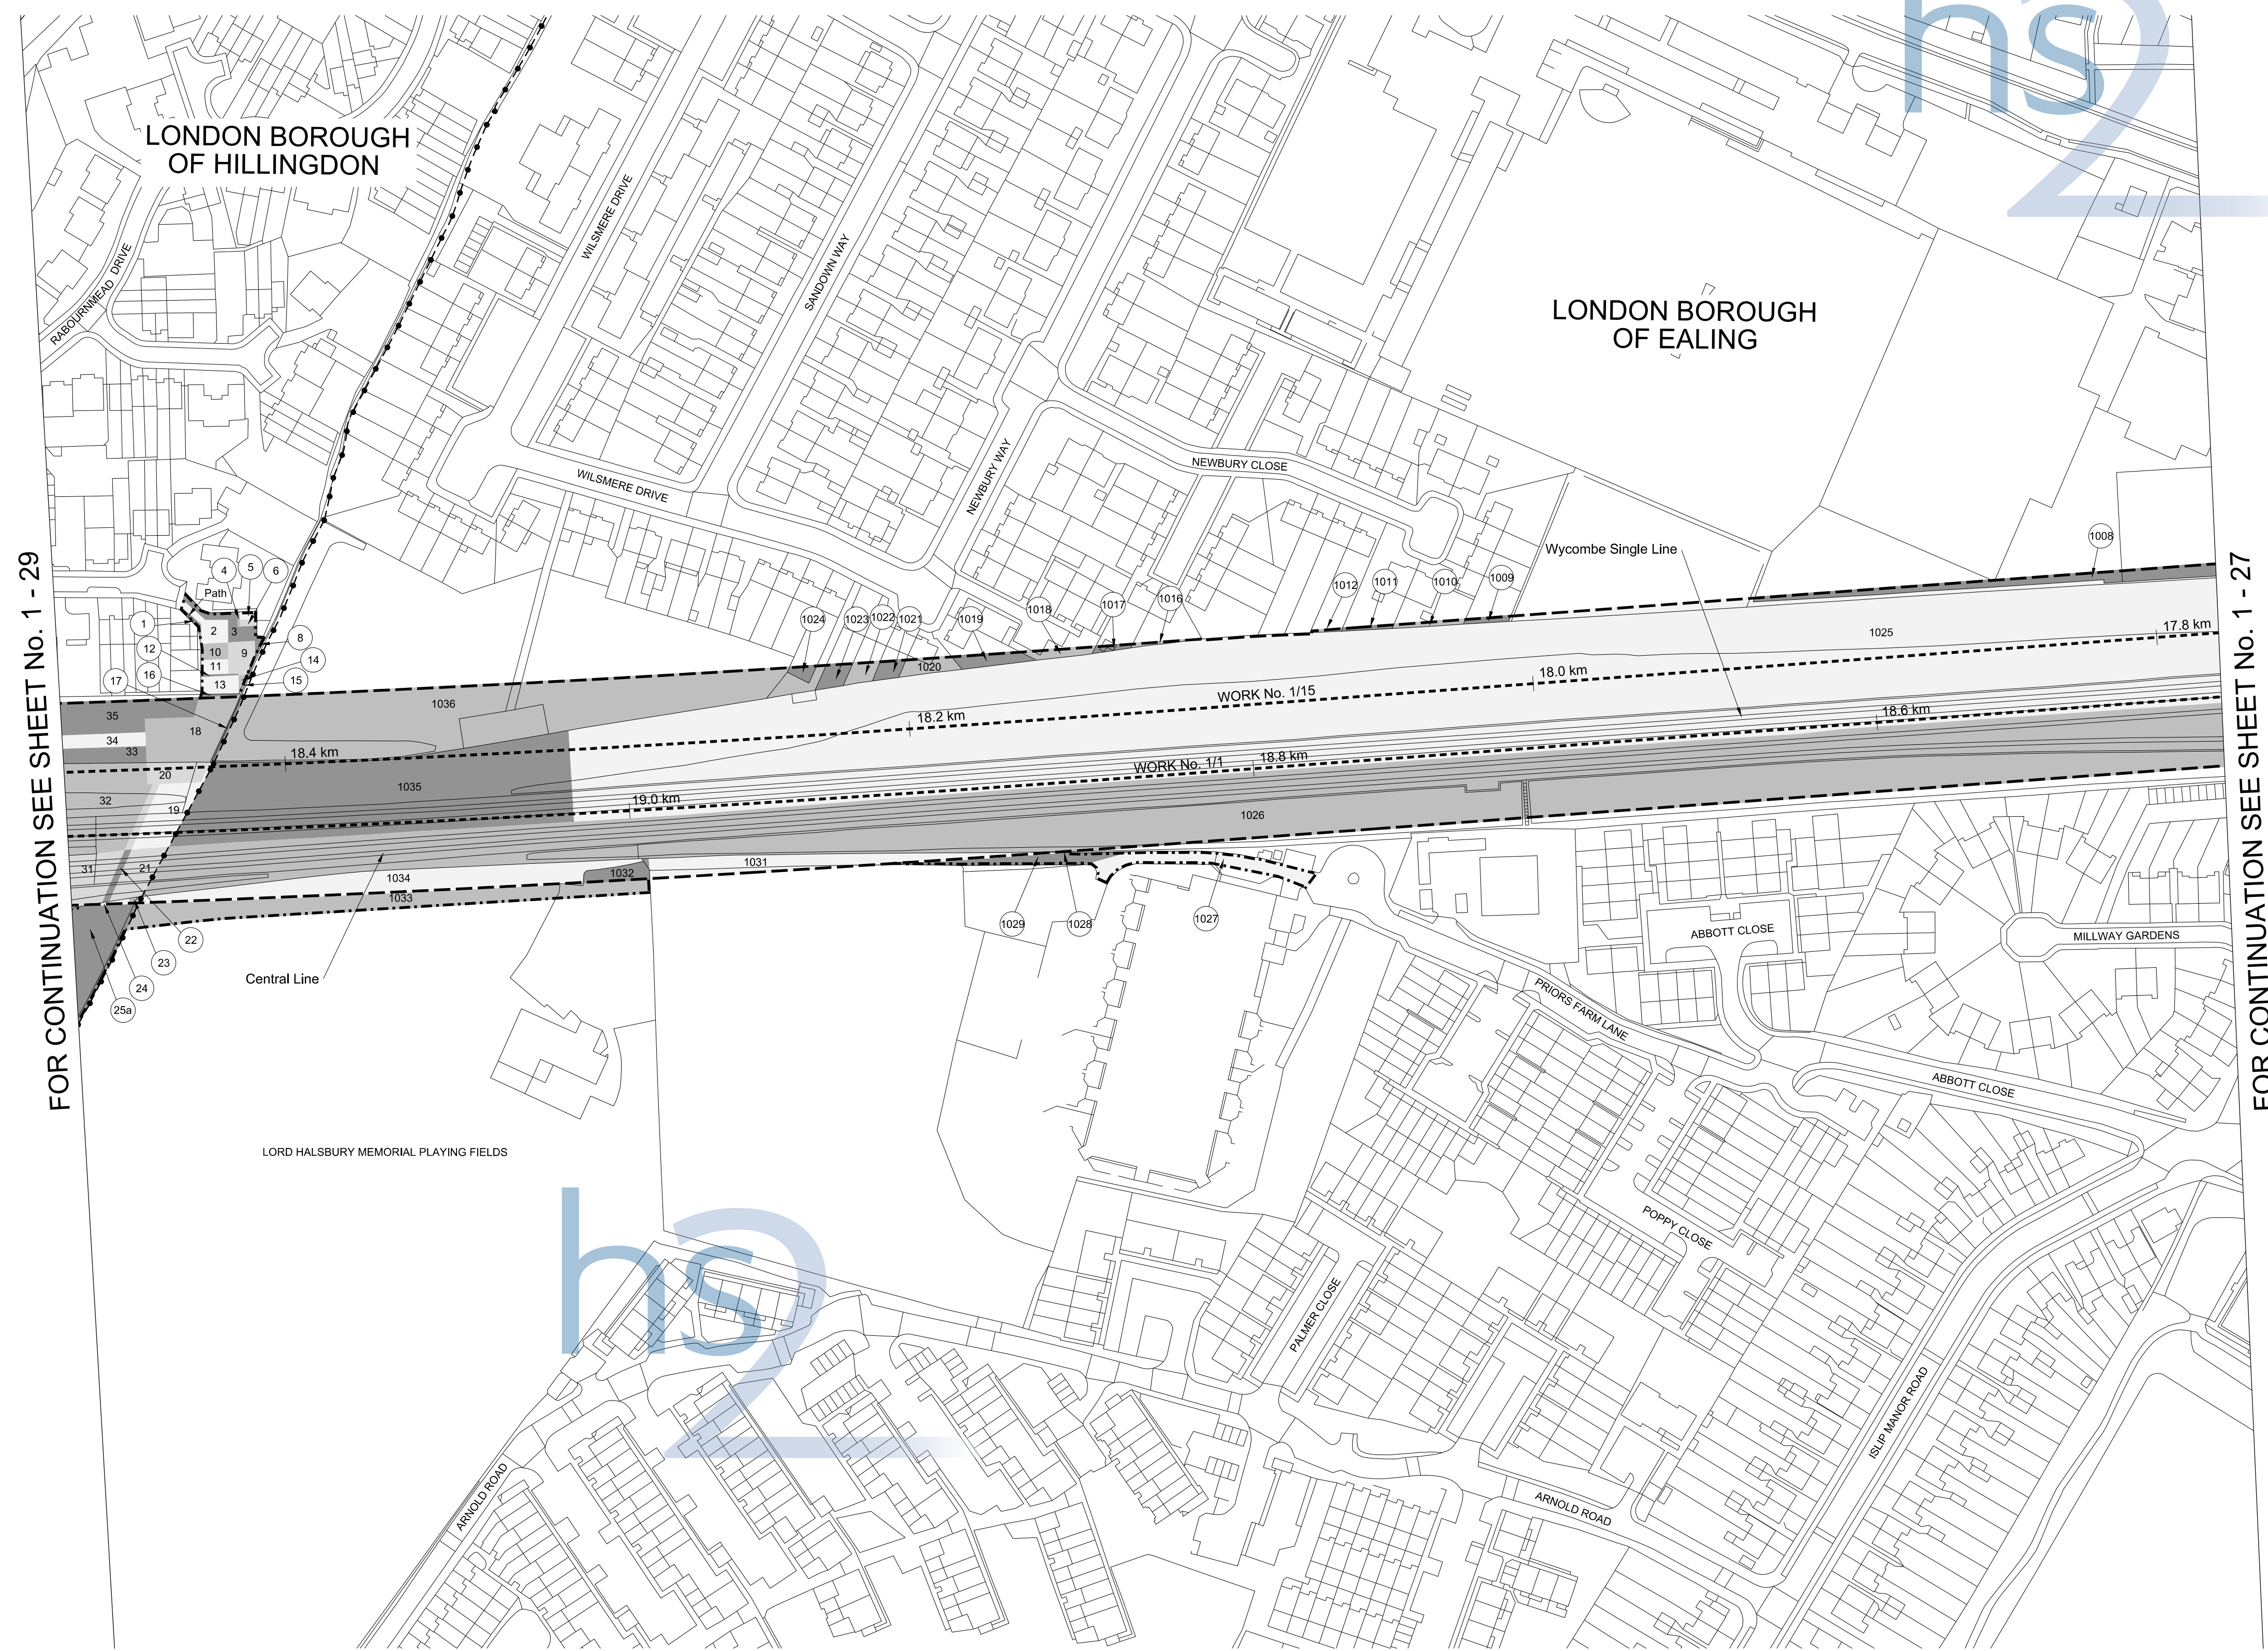 hs2
LONDON BOROUGH
OF HILLINGDON
RABOURNMEAD DRIVE
WILSMERE DRIVE
SANDOWN WAY
LONDON BOROUGH
OF EALING
WILSMERE DRIVE
NEWBURY WAY
NEWBURY CLOSE
Wycombe Single Line
1008
FOR CONTINUATION SEE SHEET No. 1 - 29
FOR CONTINUATION SEE SHEET No. 1 - 27
4
5
6
Path
1
2
3
8
12
10
9
11
14
17
16
13
15
1024
1023
1022
1021
1020
1019
1018
1017
1016
1012
1011
1010
1009
1025
17.8 km
18.0 km
WORK No. 1/15
18.2 km
18.4 km
1036
35
34
33
18
20
32
19
1035
31
21
WORK No. 1/1
18.6 km
18.8 km
19.0 km
1026
1034
1031
1032
1033
1029
1028
1027
22
23
24
25a
Central Line
ABBOTT CLOSE
MILLWAY GARDENS
PRIORS FARM LANE
ABBOTT CLOSE
LORD HALSBURY MEMORIAL PLAYING FIELDS
hs2
POPPY CLOSE
PALMER CLOSE
ISLIP MANOR ROAD
ARNOLD ROAD
ARNOLD ROAD